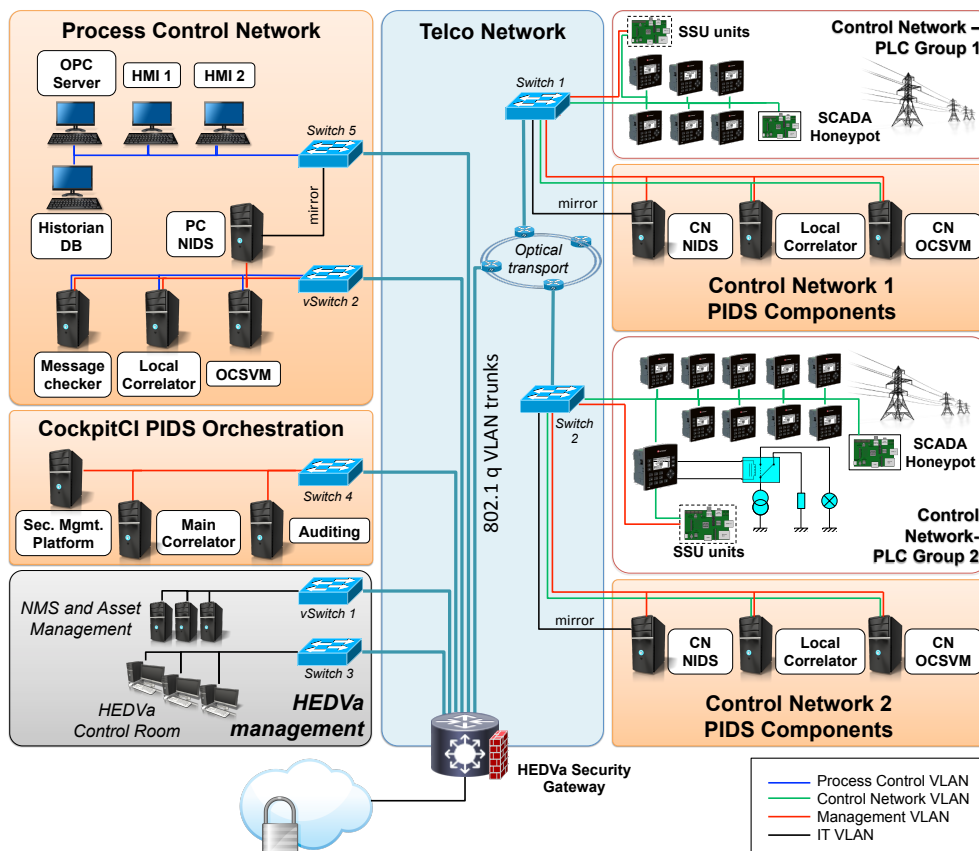 Process Control Network
OPC
Server
HMI 1
HMI 2
Switch 5
Historian
DB
PC
NIDS
mirror
vSwitch 2
Message
checker
Local
Correlator
OCSVM
CockpitCI PIDS Orchestration
Switch 4
Sec. Mgmt.
Platform
Main
Correlator
Auditing
NMS and Asset
Management
vSwitch 1
Switch 3
HEDVa
Control Room
HEDVa
management
Telco Network
Switch 1
Optical
transport
Switch
2
802.1 q VLAN trunks
HEDVa Security
Gateway
SSU units
Control Network –
PLC Group 1
SCADA
Honeypot
mirror
CN
NIDS
Local
Correlator
CN
OCSVM
Control Network 1
PIDS Components
SCADA
Honeypot
SSU units
Control
Network-
PLC Group 2
mirror
CN
NIDS
Local
Correlator
CN
OCSVM
Control Network 2
PIDS Components
Process Control VLAN
Control Network VLAN
Management VLAN
IT VLAN